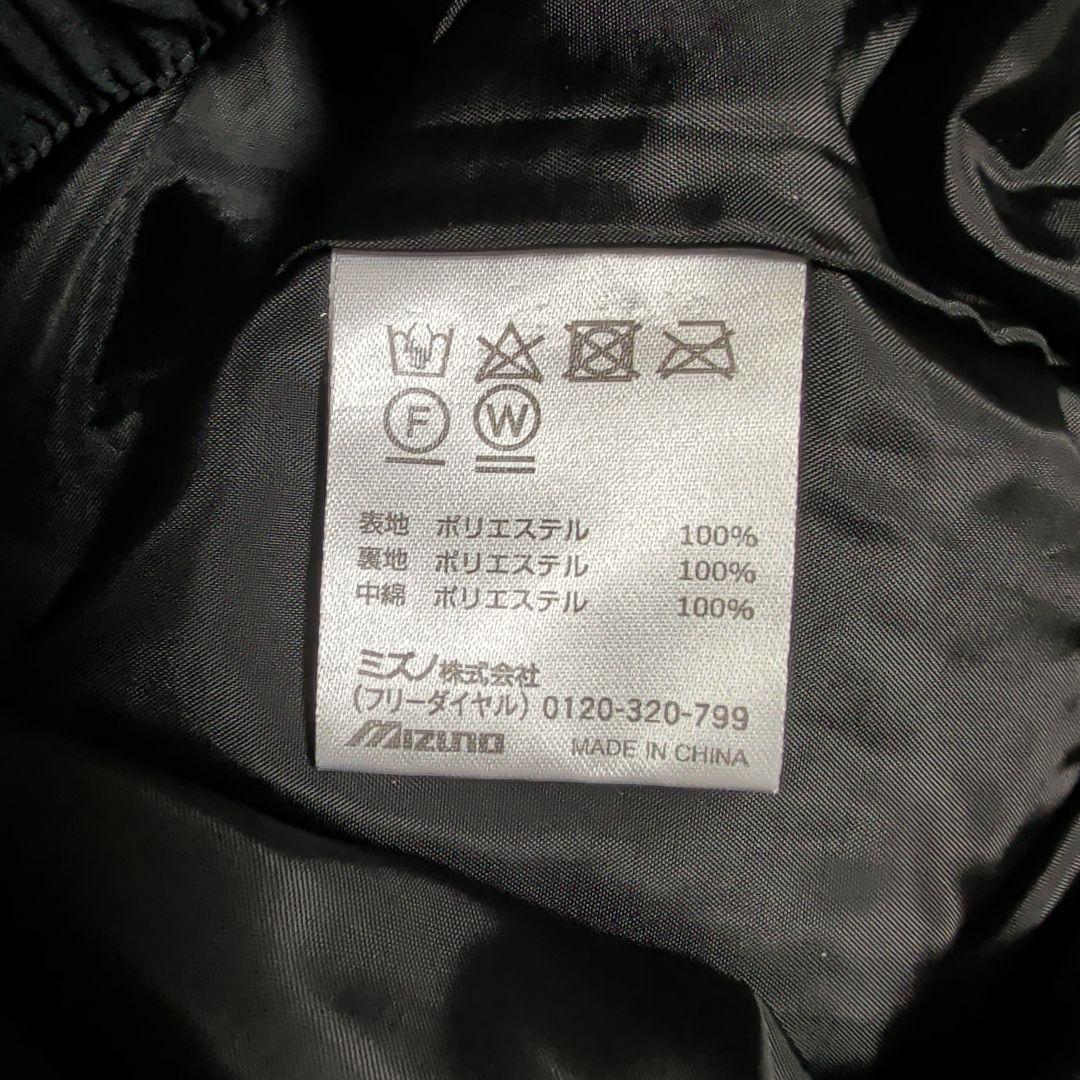 F W
表地 ポリエステル 100%
裏地 ポリエステル 100%
中綿 ポリエステル 100%
ミズノ株式会社
(フリーダイヤル) 0120-320-799
MIZUNO MADE IN CHINA